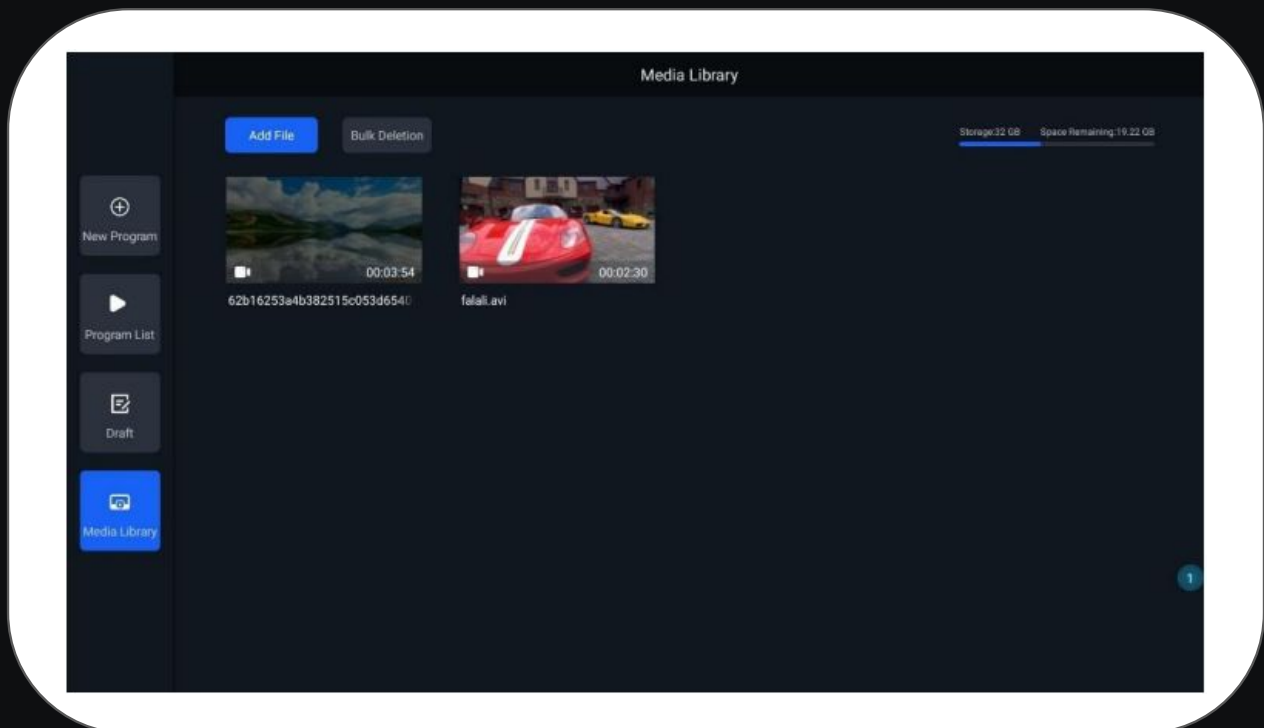 Media Library
Add File
Bulk Deletion
Storage:32 GB Space Remaining:19.22 GB
New Program
00:03:54
00:02:30
62b16253a4b382515c053d6540
falali.avi
Program List
Draft
Media Library
1